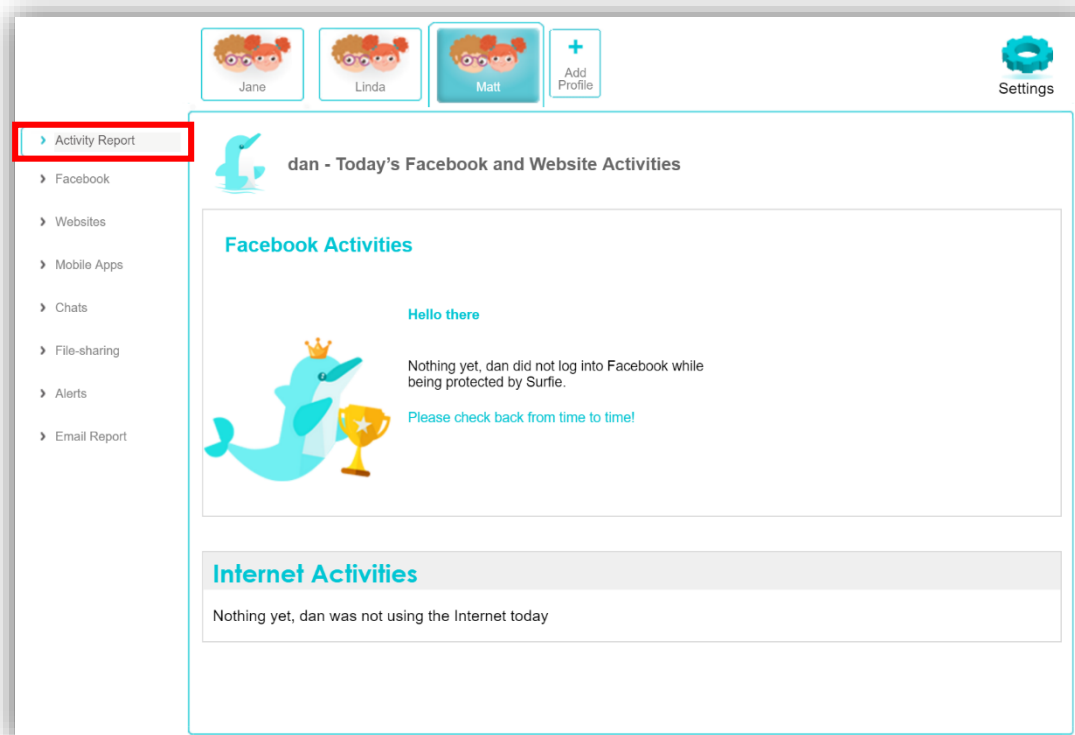 Jane
Linda
Matt
+
Add
Profile
Settings
Activity Report
Facebook
Websites
Mobile Apps
Chats
File-sharing
Alerts
Email Report
dan - Today’s Facebook and Website Activities
Facebook Activities
Hello there
Nothing yet, dan did not log into Facebook while
being protected by Surfie.
Please check back from time to time!
Internet Activities
Nothing yet, dan was not using the Internet today